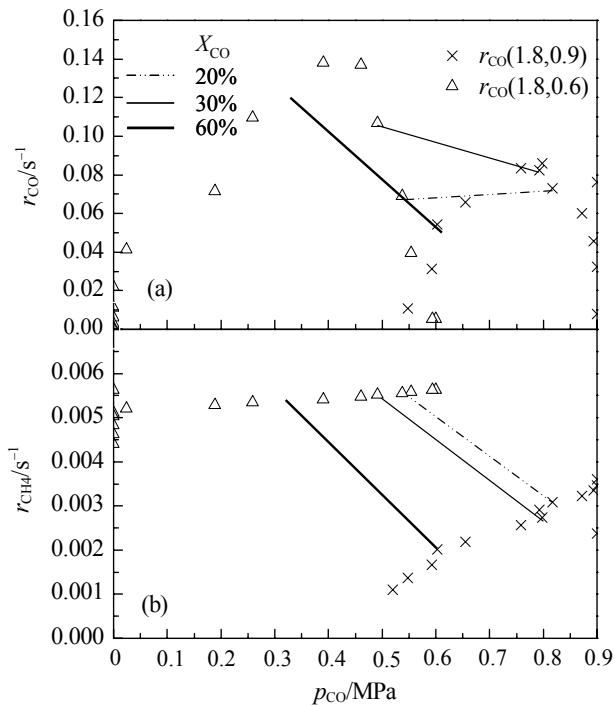 0.16
0.14
0.12
0.10
0.08
0.06
0.04
0.02
0.00
r_CO/s⁻¹
X_CO
20%
30%
60%
× r_CO(1.8,0.9)
△ r_CO(1.8,0.6)
(a)
0.006
0.005
0.004
0.003
0.002
0.001
0.000
r_CH4/s⁻¹
(b)
0 0.1 0.2 0.3 0.4 0.5 0.6 0.7 0.8 0.9
p_CO/MPa